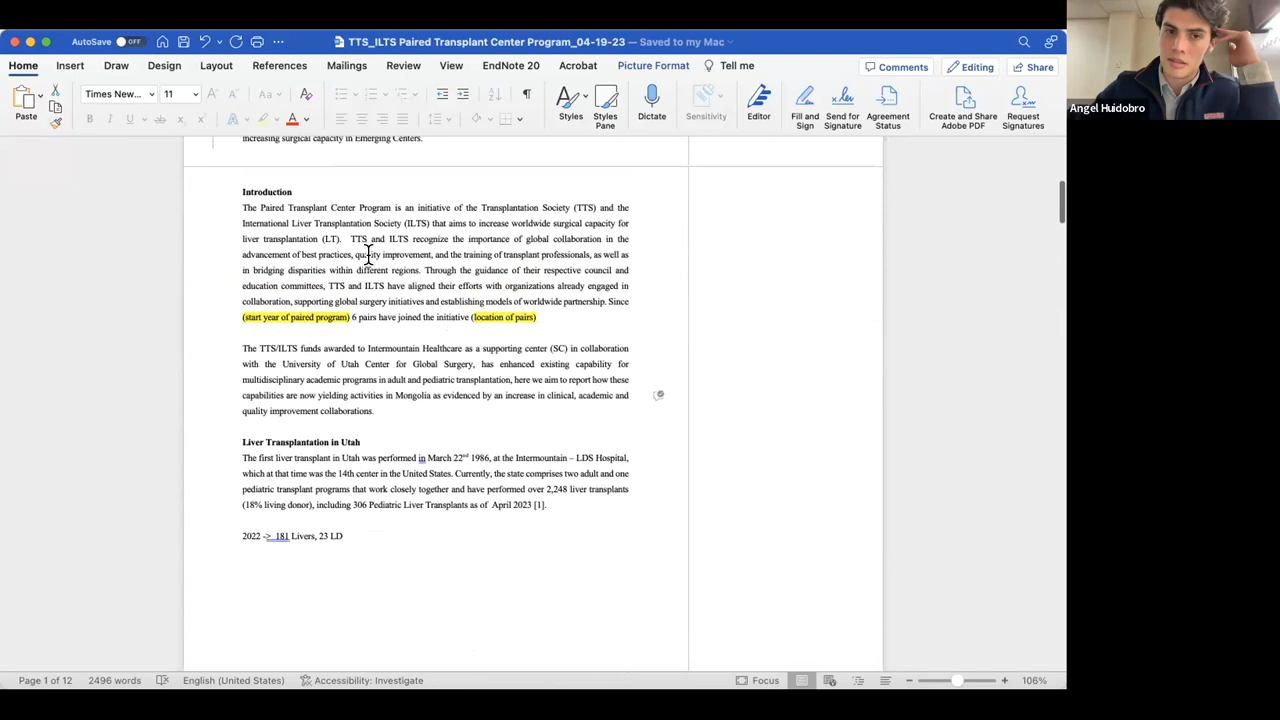 AutoSave OFF
TTS_ILTS Paired Transplant Center Program_04-19-23 — Saved to my Mac
Home Insert Draw Design Layout References Mailings Review View EndNote 20 Acrobat Picture Format Tell me
Comments Editing Share
Paste
Times New... 11
Aa
Styles
Styles Pane
Dictate
Sensitivity
Editor
Fill and Sign
Send for Signature
Agreement Status
Create and Share Adobe PDF
Request Signatures
Angel Huidobro
increasing surgical capacity in Emerging Centers.
Introduction
The Paired Transplant Center Program is an initiative of the Transplantation Society (TTS) and the
International Liver Transplantation Society (ILTS) that aims to increase worldwide surgical capacity for
liver transplantation (LT). TTS and ILTS recognize the importance of global collaboration in the
advancement of best practices, quality improvement, and the training of transplant professionals, as well as
in bridging disparities within different regions. Through the guidance of their respective council and
education committees, TTS and ILTS have aligned their efforts with organizations already engaged in
collaboration, supporting global surgery initiatives and establishing models of worldwide partnership. Since
(start year of paired program) 6 pairs have joined the initiative (location of pairs)
The TTS/ILTS funds awarded to Intermountain Healthcare as a supporting center (SC) in collaboration
with the University of Utah Center for Global Surgery, has enhanced existing capability for
multidisciplinary academic programs in adult and pediatric transplantation, here we aim to report how these
capabilities are now yielding activities in Mongolia as evidenced by an increase in clinical, academic and
quality improvement collaborations.
Liver Transplantation in Utah
The first liver transplant in Utah was performed in March 22nd 1986, at the Intermountain – LDS Hospital,
which at that time was the 14th center in the United States. Currently, the state comprises two adult and one
pediatric transplant programs that work closely together and have performed over 2,248 liver transplants
(18% living donor), including 306 Pediatric Liver Transplants as of April 2023 [1].
2022 -> 181 Livers, 23 LD
Page 1 of 12 2496 words English (United States) Accessibility: Investigate Focus 106%